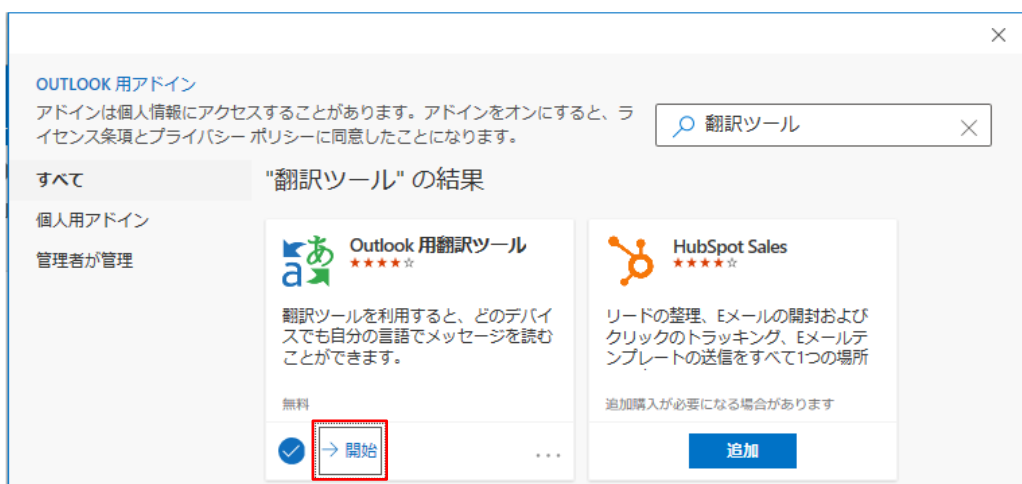 OUTLOOK 用アドイン
アドインは個人情報にアクセスすることがあります。アドインをオンにすると、ラ
イセンス条項とプライバシー ポリシーに同意したことになります。
翻訳ツール
すべて
個人用アドイン
管理者が管理
"翻訳ツール" の結果
あ
a
Outlook 用翻訳ツール
翻訳ツールを利用すると、どのデバイ
スでも自分の言語でメッセージを読む
ことができます。
無料
開始
HubSpot Sales
リードの整理、Eメールの開封および
クリックのトラッキング、Eメールテ
ンプレートの送信をすべて1つの場所
追加購入が必要になる場合があります
追加